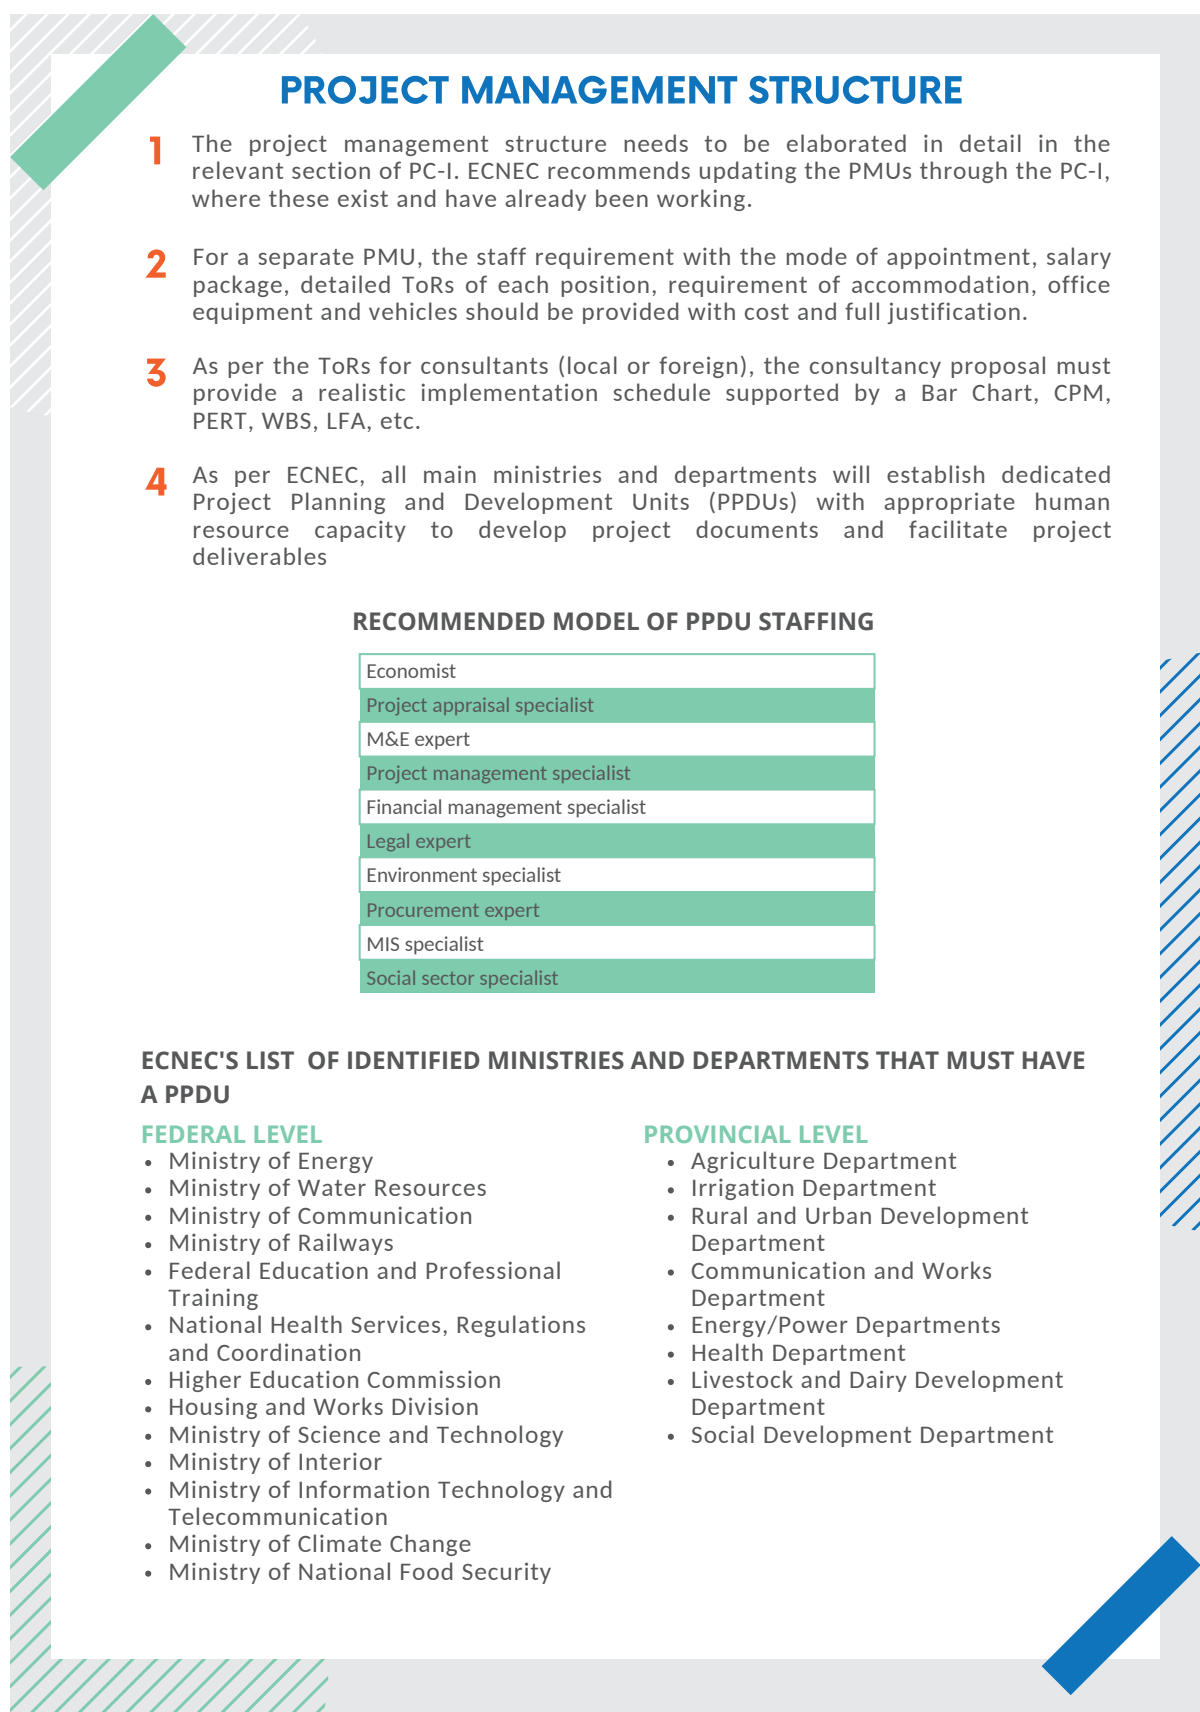 PROJECT MANAGEMENT STRUCTURE
1 The project management structure needs to be elaborated in detail in the
relevant section of PC-I. ECNEC recommends updating the PMUs through the PC-I,
where these exist and have already been working.
2 For a separate PMU, the staff requirement with the mode of appointment, salary
package, detailed ToRs of each position, requirement of accommodation, office
equipment and vehicles should be provided with cost and full justification.
3 As per the ToRs for consultants (local or foreign), the consultancy proposal must
provide a realistic implementation schedule supported by a Bar Chart, CPM,
PERT, WBS, LFA, etc.
4 As per ECNEC, all main ministries and departments will establish dedicated
Project Planning and Development Units (PPDUs) with appropriate human
resource capacity to develop project documents and facilitate project
deliverables
RECOMMENDED MODEL OF PPDU STAFFING
Economist
Project appraisal specialist
M&E expert
Project management specialist
Financial management specialist
Legal expert
Environment specialist
Procurement expert
MIS specialist
Social sector specialist
ECNEC'S LIST OF IDENTIFIED MINISTRIES AND DEPARTMENTS THAT MUST HAVE
A PPDU
FEDERAL LEVEL
• Ministry of Energy
• Ministry of Water Resources
• Ministry of Communication
• Ministry of Railways
• Federal Education and Professional
Training
• National Health Services, Regulations
and Coordination
• Higher Education Commission
• Housing and Works Division
• Ministry of Science and Technology
• Ministry of Interior
• Ministry of Information Technology and
Telecommunication
• Ministry of Climate Change
• Ministry of National Food Security
PROVINCIAL LEVEL
• Agriculture Department
• Irrigation Department
• Rural and Urban Development
Department
• Communication and Works
Department
• Energy/Power Departments
• Health Department
• Livestock and Dairy Development
Department
• Social Development Department